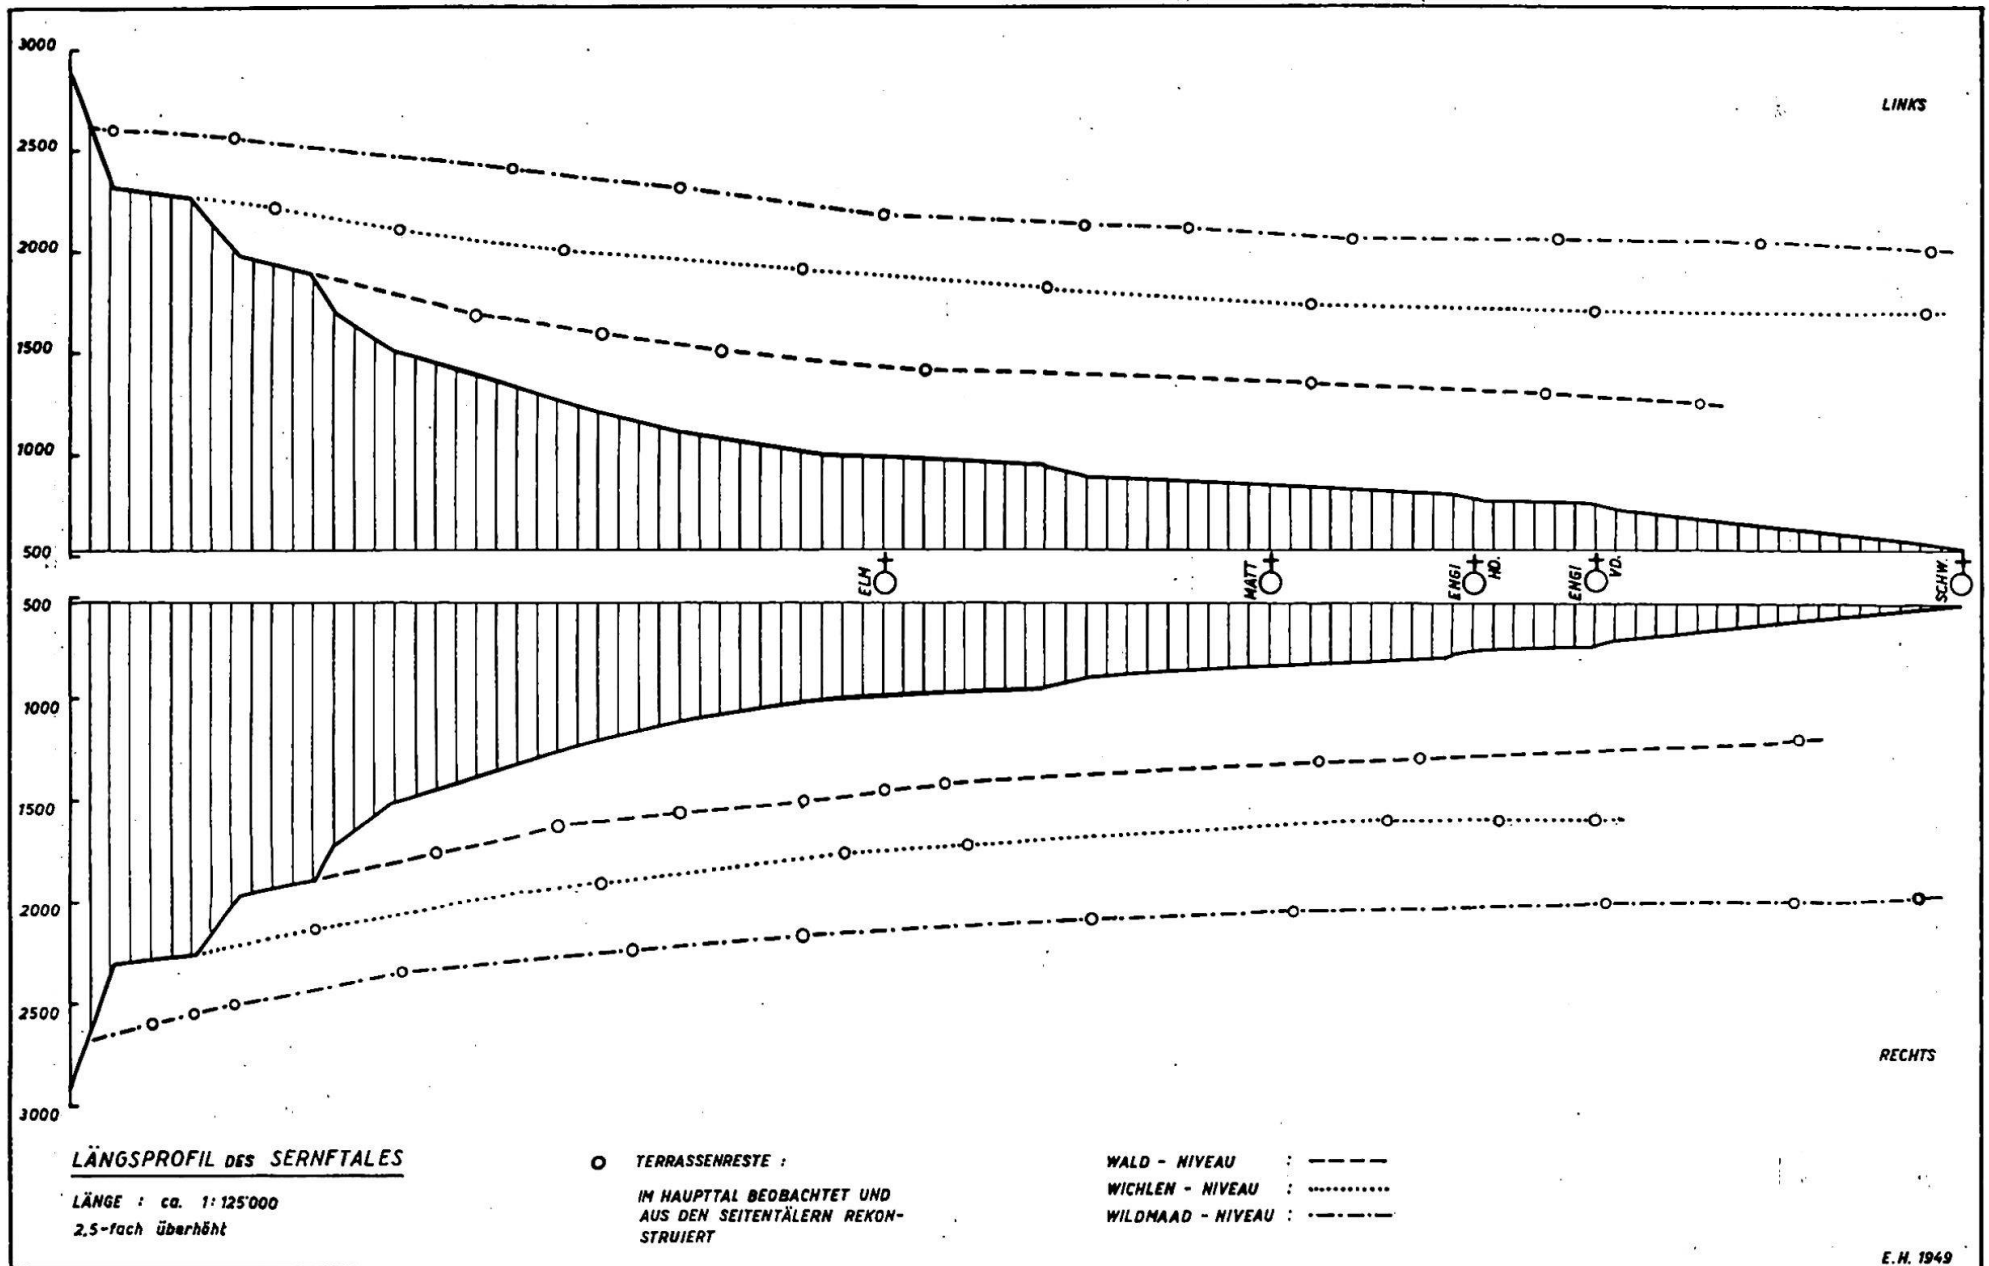 3000
LINKS
2500
2000
1500
1000
500
ELM
MATT
ENGI HD.
ENGI VD.
SCHW.
500
1000
1500
2000
2500
RECHTS
3000
LÄNGSPROFIL DES SERNFTALES
LÄNGE : ca. 1:125'000
2,5-fach überhöht
TERRASSENRESTE :
IM HAUPTTAL BEOBACHTET UND
AUS DEN SEITENTÄLERN REKON-
STRUIERT
WALD - NIVEAU :
WICHLEN - NIVEAU :
WILDMAAD - NIVEAU :
E.H. 1949